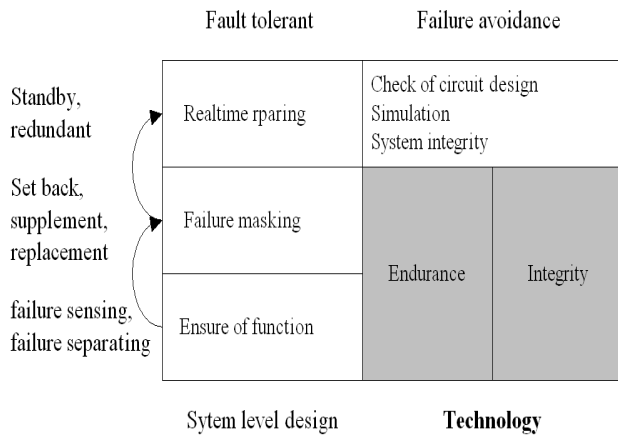 Fault tolerant
Failure avoidance
Standby,
redundant
Realtime rparing
Check of circuit design
Simulation
System integrity
Set back,
supplement,
replacement
Failure masking
Endurance
Integrity
failure sensing,
failure separating
Ensure of function
Sytem level design
Technology